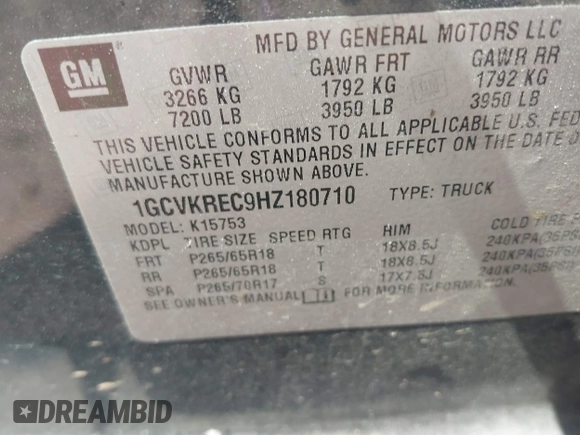 GM
MFD BY GENERAL MOTORS LLC
GVWR GAWR FRT GAWR RR
3266 KG 1792 KG 1792 KG
7200 LB 3950 LB 3950 LB
THIS VEHICLE CONFORMS TO ALL APPLICABLE U.S. FED
VEHICLE SAFETY STANDARDS IN EFFECT ON THE DATE O
MANUFACTURE SHOWN ABOVE.
1GCVKREC9HZ180710 TYPE: TRUCK
MODEL: K15753
KDPL TIRE SIZE SPEED RTG RIM COLD TIRE
FRT P265/65R18 T 18X8.5J 240KPA(35PSI
RR P265/65R18 T 18X8.5J 240KPA(35PSI
SPA P265/70R17 S 17X7.5J 240KPA(35PSI
SEE OWNER'S MANUAL FOR MORE INFORMATION.
DREAMBID